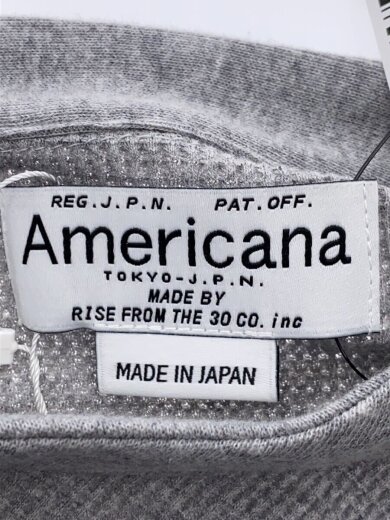 REG.J.P.N. PAT.OFF.
Americana
TOKYO-J.P.N.
MADE BY
RISE FROM THE 30 CO. inc
MADE IN JAPAN